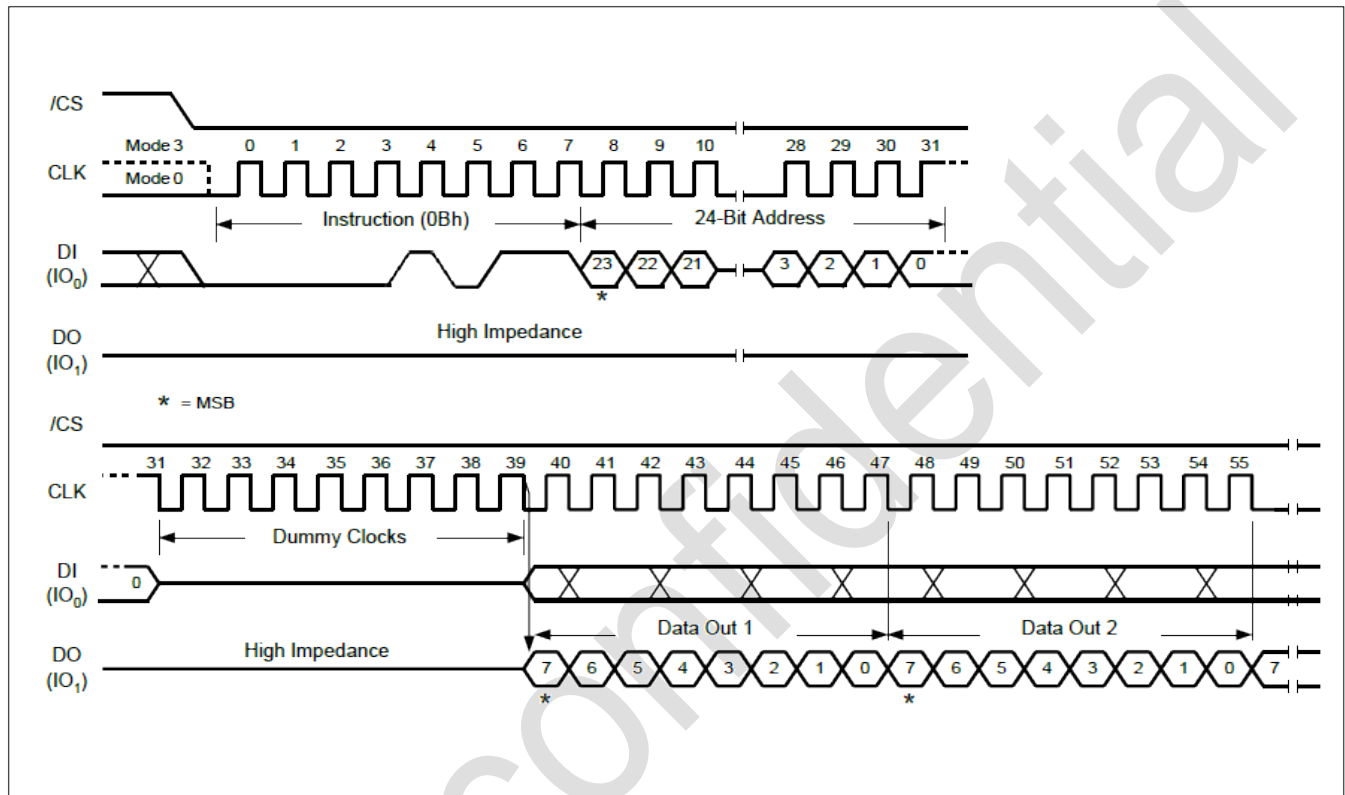 /CS
Mode 3 0 1 2 3 4 5 6 7 8 9 10 28 29 30 31
CLK
Mode 0
Instruction (0Bh) 24-Bit Address
DI
(IO₀)
23 22 21 3 2 1 0
*
DO
(IO₁)
High Impedance
* = MSB
/CS
31 32 33 34 35 36 37 38 39 40 41 42 43 44 45 46 47 48 49 50 51 52 53 54 55
CLK
Dummy Clocks
DI
(IO₀)
0
Data Out 1 Data Out 2
DO
(IO₁)
High Impedance
7 6 5 4 3 2 1 0 7 6 5 4 3 2 1 0 7
* *
confidential